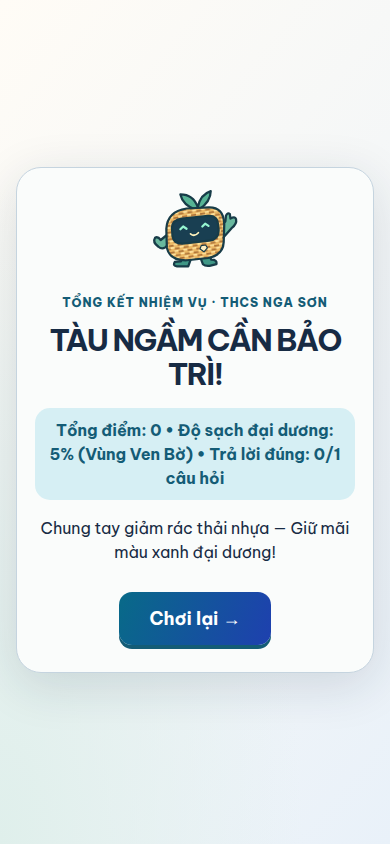 TỔNG KẾT NHIỆM VỤ · THCS NGA SƠN
TÀU NGẦM CẦN BẢO
TRÌ!
Tổng điểm: 0 • Độ sạch đại dương:
5% (Vùng Ven Bờ) • Trả lời đúng: 0/1
câu hỏi
Chung tay giảm rác thải nhựa — Giữ mãi
màu xanh đại dương!
Chơi lại →